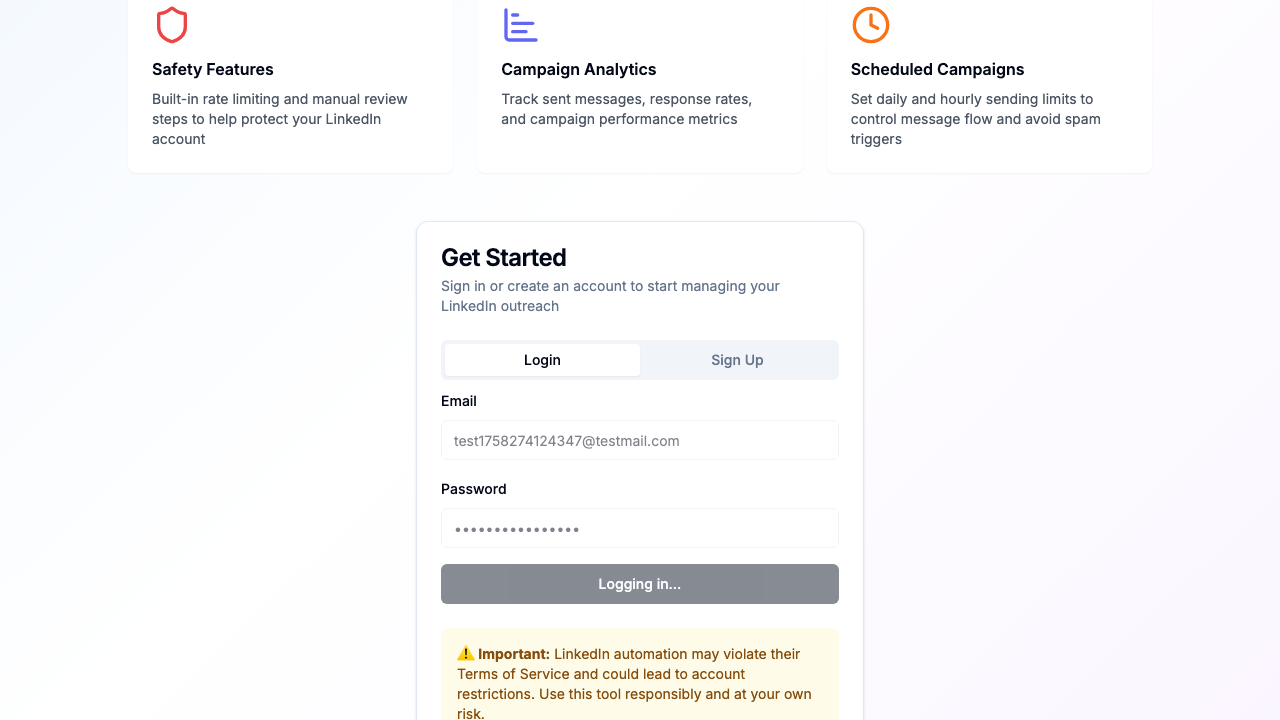 Safety Features
Built-in rate limiting and manual review
steps to help protect your LinkedIn
account
Campaign Analytics
Track sent messages, response rates,
and campaign performance metrics
Scheduled Campaigns
Set daily and hourly sending limits to
control message flow and avoid spam
triggers
Get Started
Sign in or create an account to start managing your
LinkedIn outreach
Login
Sign Up
Email
test1758274124347@testmail.com
Password
••••••••••••••••
Logging in...
⚠️ Important: LinkedIn automation may violate their
Terms of Service and could lead to account
restrictions. Use this tool responsibly and at your own
risk.